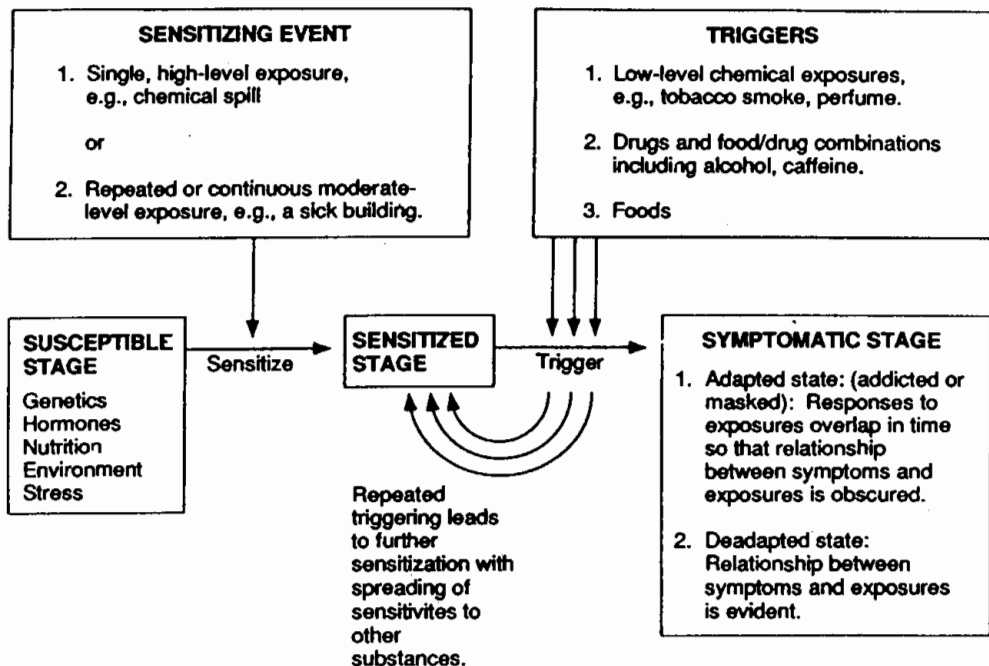 SENSITIZING EVENT
1. Single, high-level exposure,
e.g., chemical spill
or
2. Repeated or continuous moderate-
level exposure, e.g., a sick building.
TRIGGERS
1. Low-level chemical exposures,
e.g., tobacco smoke, perfume.
2. Drugs and food/drug combinations
including alcohol, caffeine.
3. Foods
SUSCEPTIBLE
STAGE
Genetics
Hormones
Nutrition
Environment
Stress
Sensitize
SENSITIZED
STAGE
Trigger
Repeated
triggering leads
to further
sensitization with
spreading of
sensitivites to
other
substances.
SYMPTOMATIC STAGE
1. Adapted state: (addicted or
masked): Responses to
exposures overlap in time
so that relationship
between symptoms and
exposures is obscured.
2. Deadapted state:
Relationship between
symptoms and exposures
is evident.